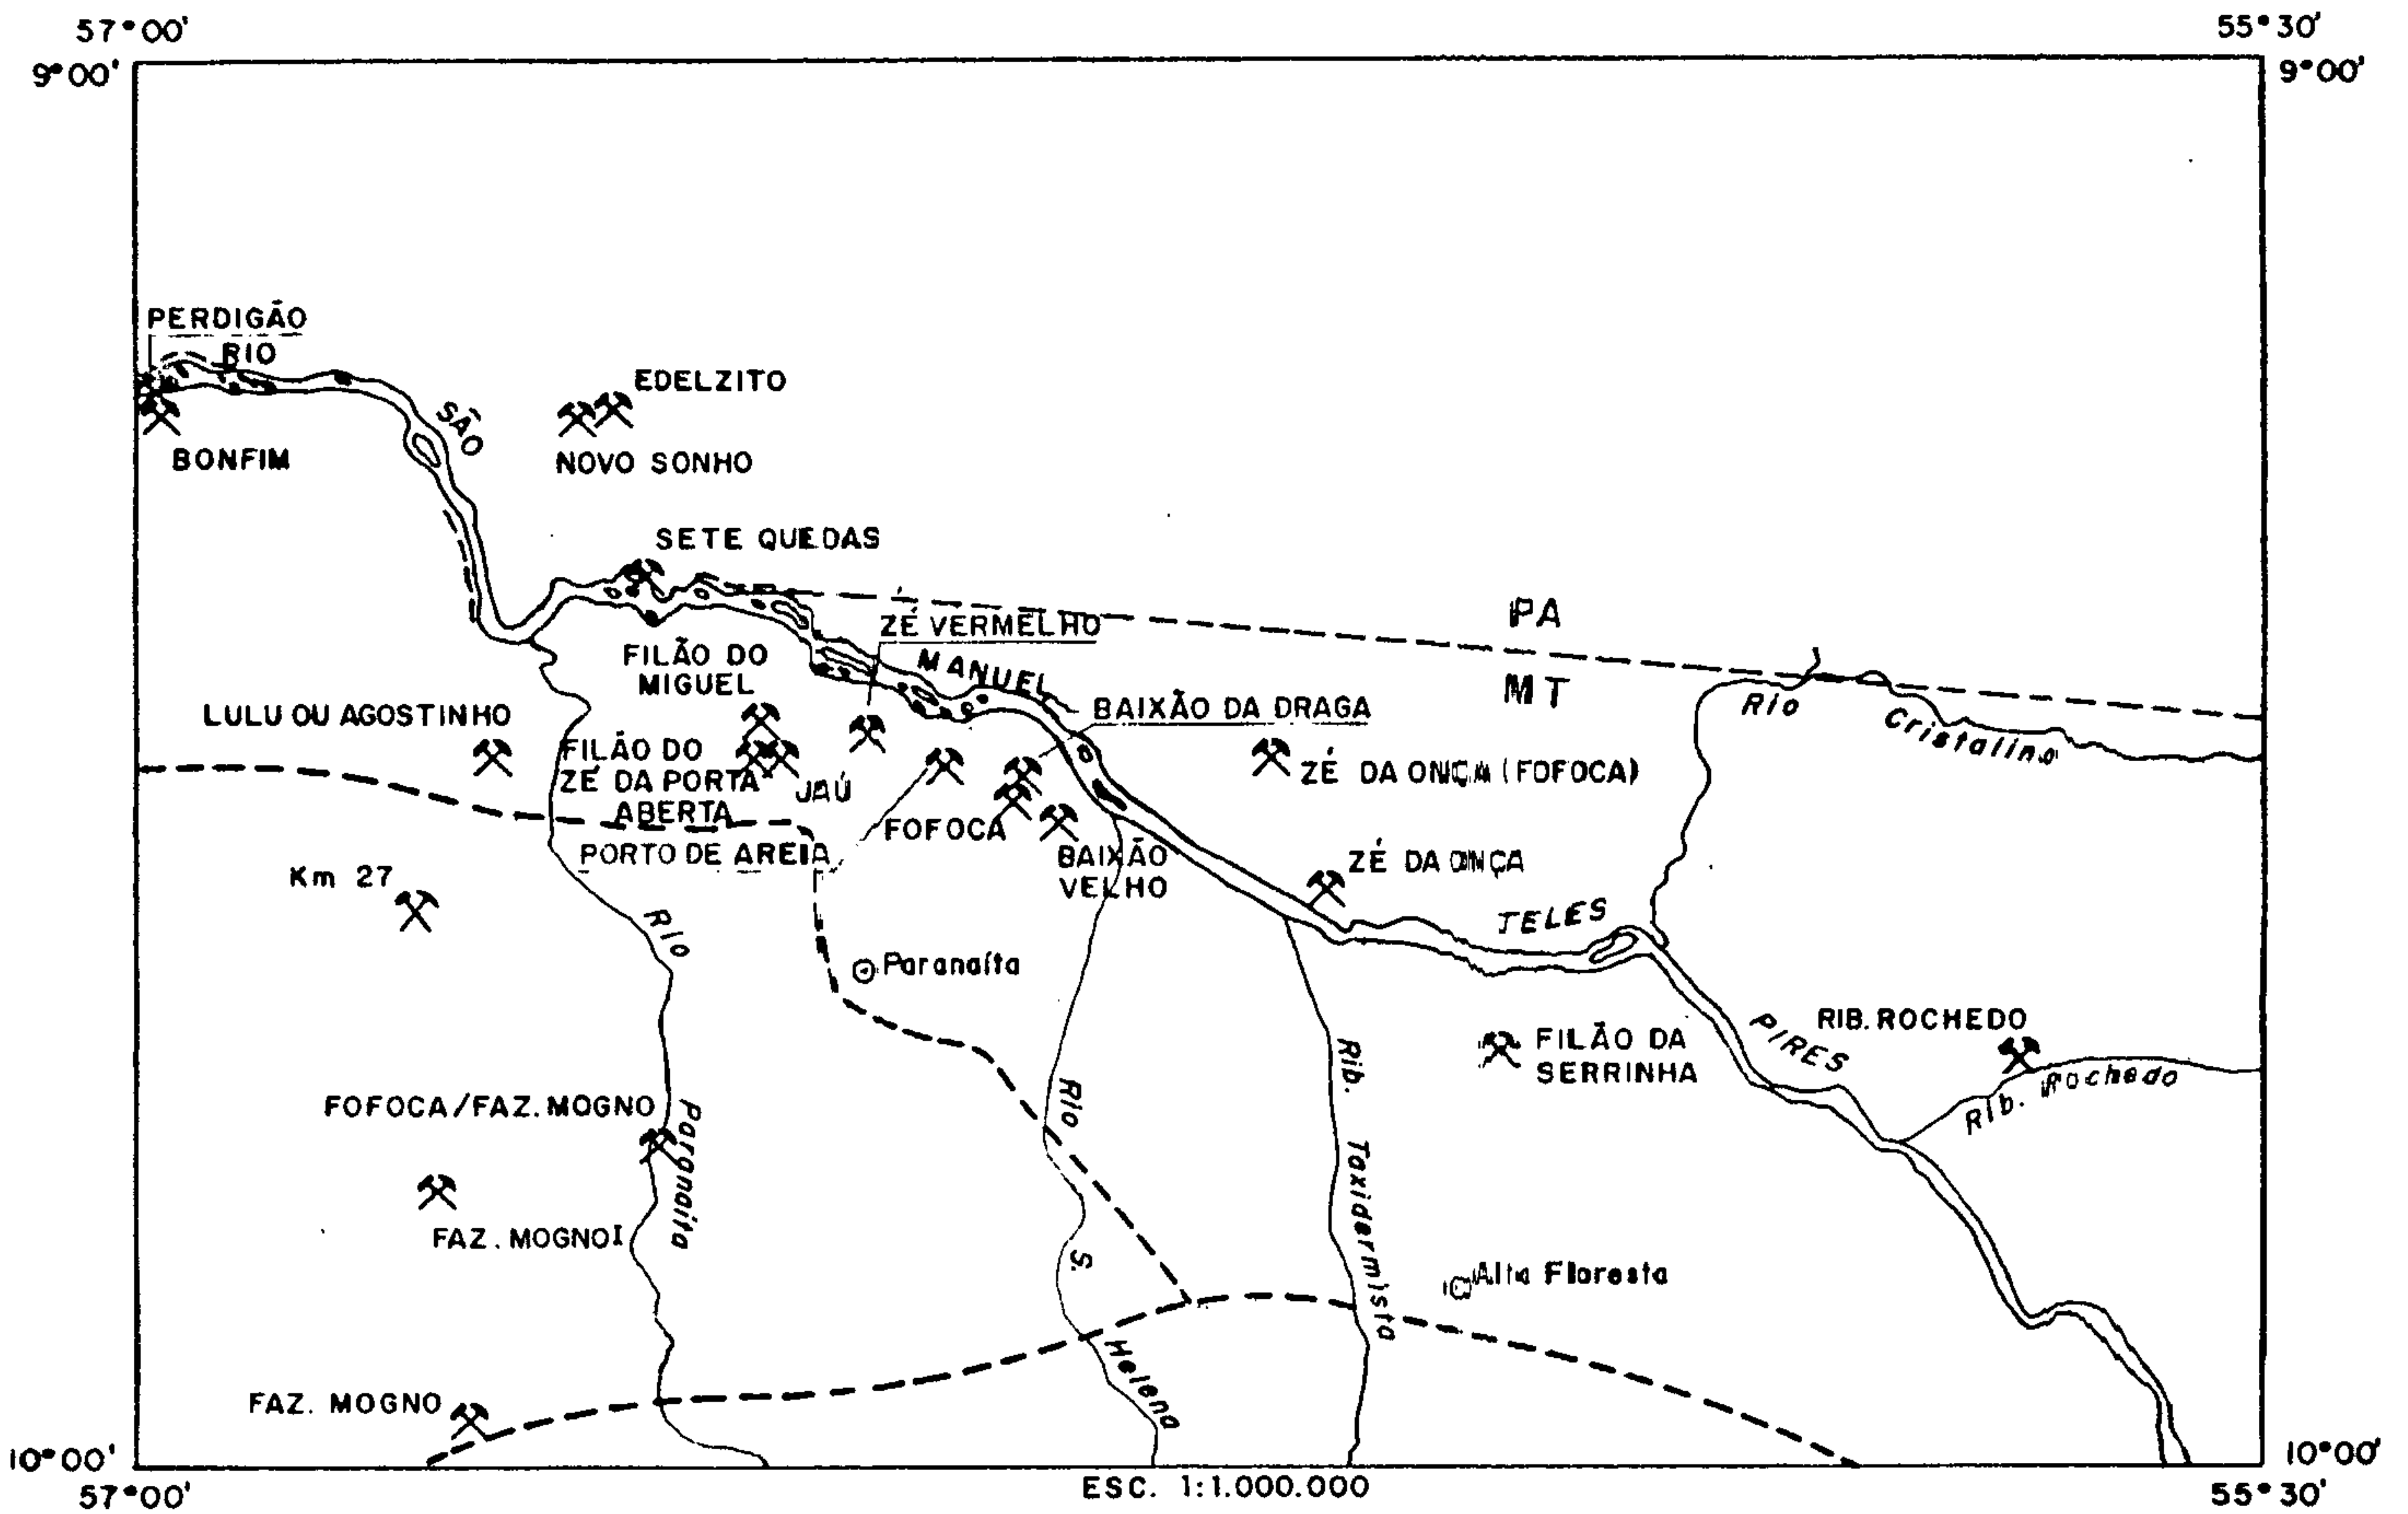 57°00'
55°30'
9°00'
9°00'
PERDIGÃO
RIO
EDELZITO
SÃO
BONFIM
NOVO SONHO
SETE QUEDAS
PA
ZÉ VERMELHO
FILÃO DO
MIGUEL
MANUEL
MT
Rio
Cristalino
LULU OU AGOSTINHO
BAIXÃO DA DRAGA
FILÃO DO
ZÉ DA PORTA
ABERTA
JAÚ
ZÉ DA ONÇA (FOFOCA)
FOFOCA
PORTO DE AREIA
BAIXÃO
VELHO
ZÉ DA ONÇA
Km 27
RIO
TELES
Paranaíta
PIRES
RIB. ROCHEDO
FILÃO DA
SERRINHA
Rib. Rochedo
FOFOCA/FAZ. MOGNO
Paranaíta
Rio
Rib.
Taxidermista
FAZ. MOGNO I
S.
Alta Floresta
Helena
FAZ. MOGNO
10°00'
10°00'
57°00'
ESC. 1:1.000.000
55°30'